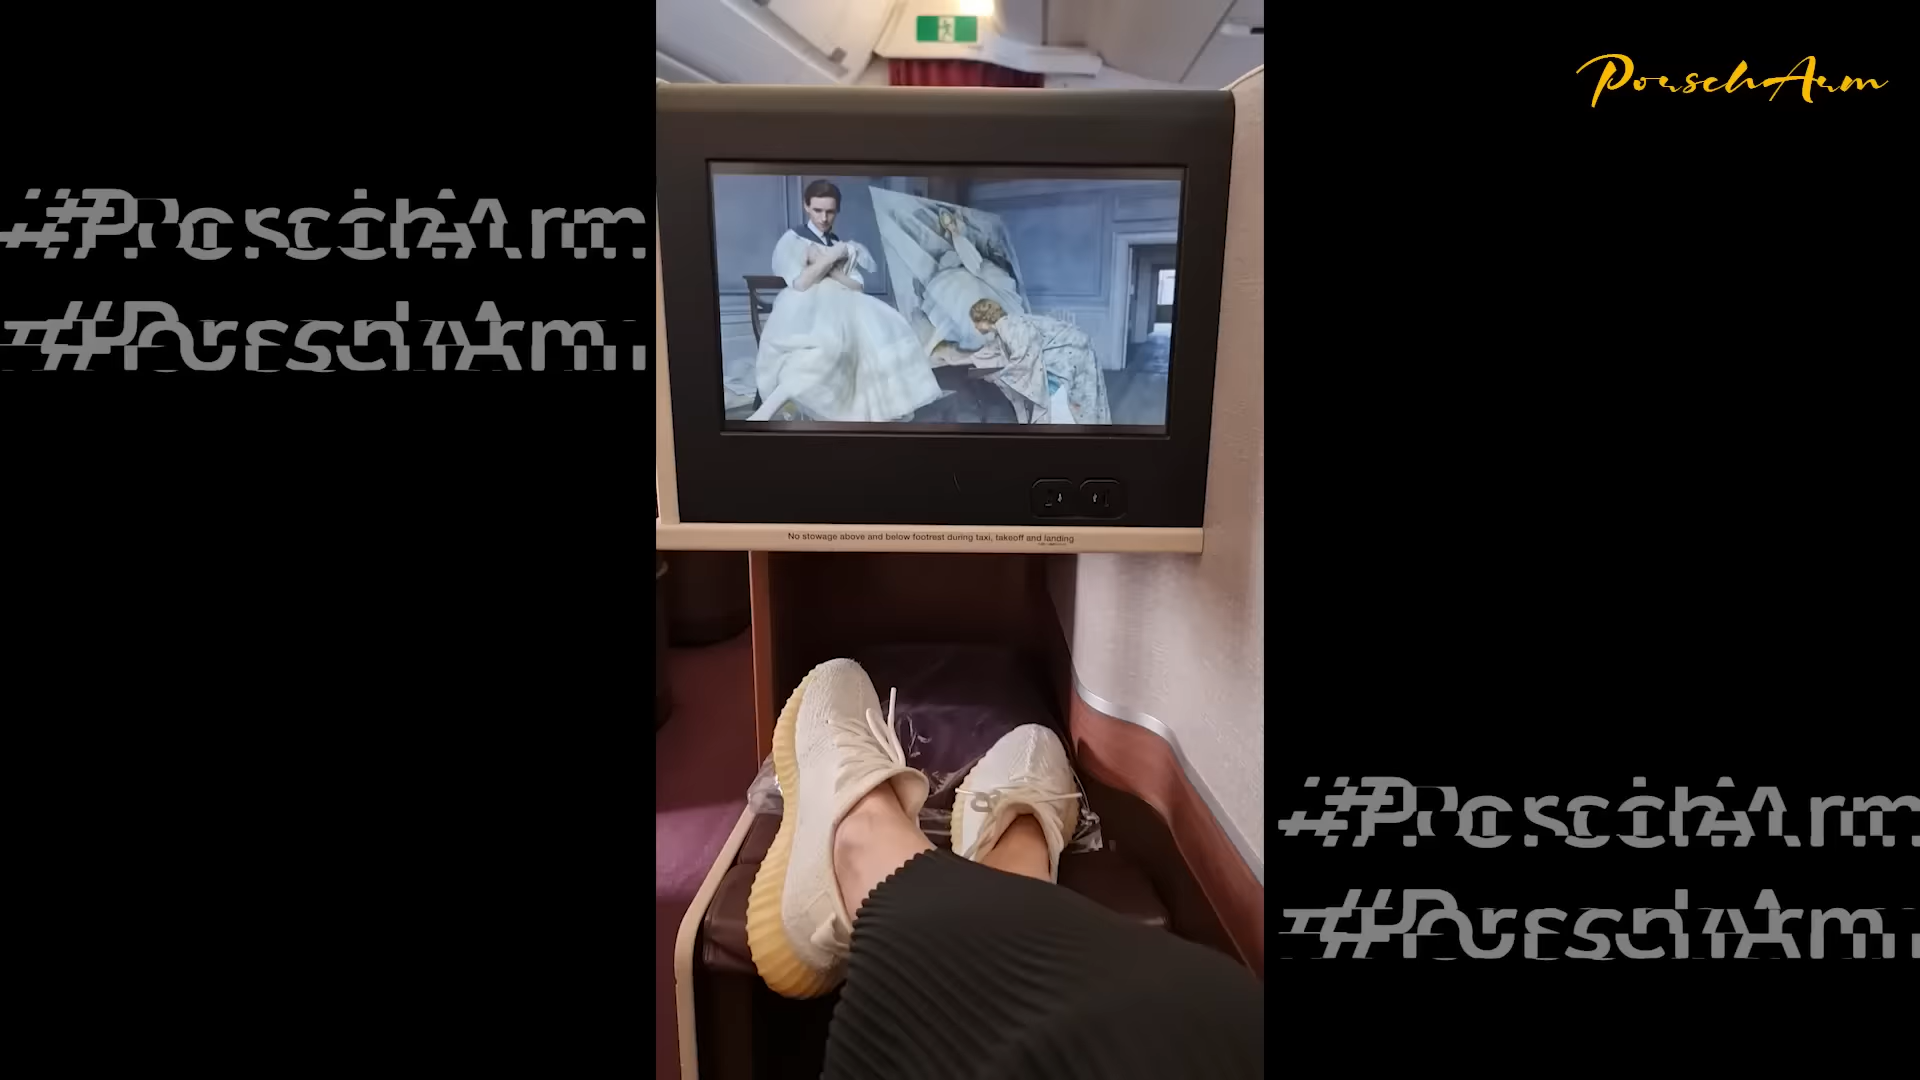 PorschArm
#PorschArm
#PorschArm
No stowage above and below footrest during taxi, takeoff and landing
#PorschArm
#PorschArm